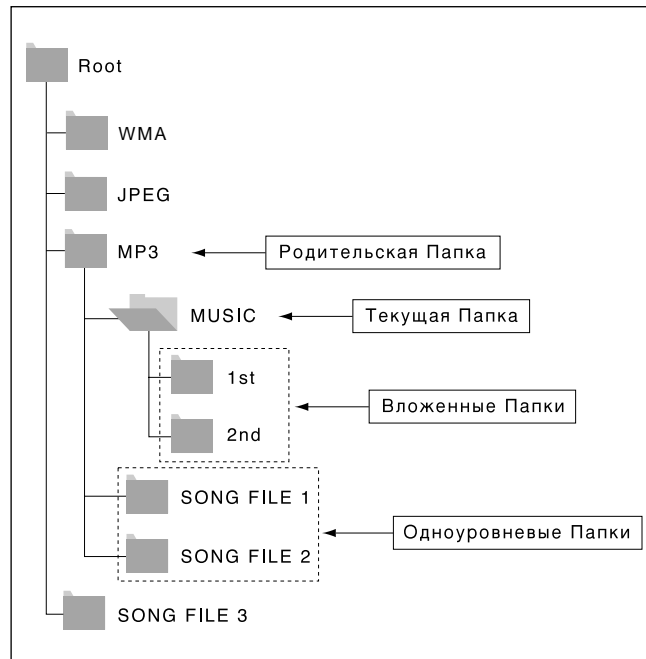 Root
WMA
JPEG
MP3
Родительская Папка
MUSIC
Текущая Папка
1st
Вложенные Папки
2nd
SONG FILE 1
Одноуровневые Папки
SONG FILE 2
SONG FILE 3